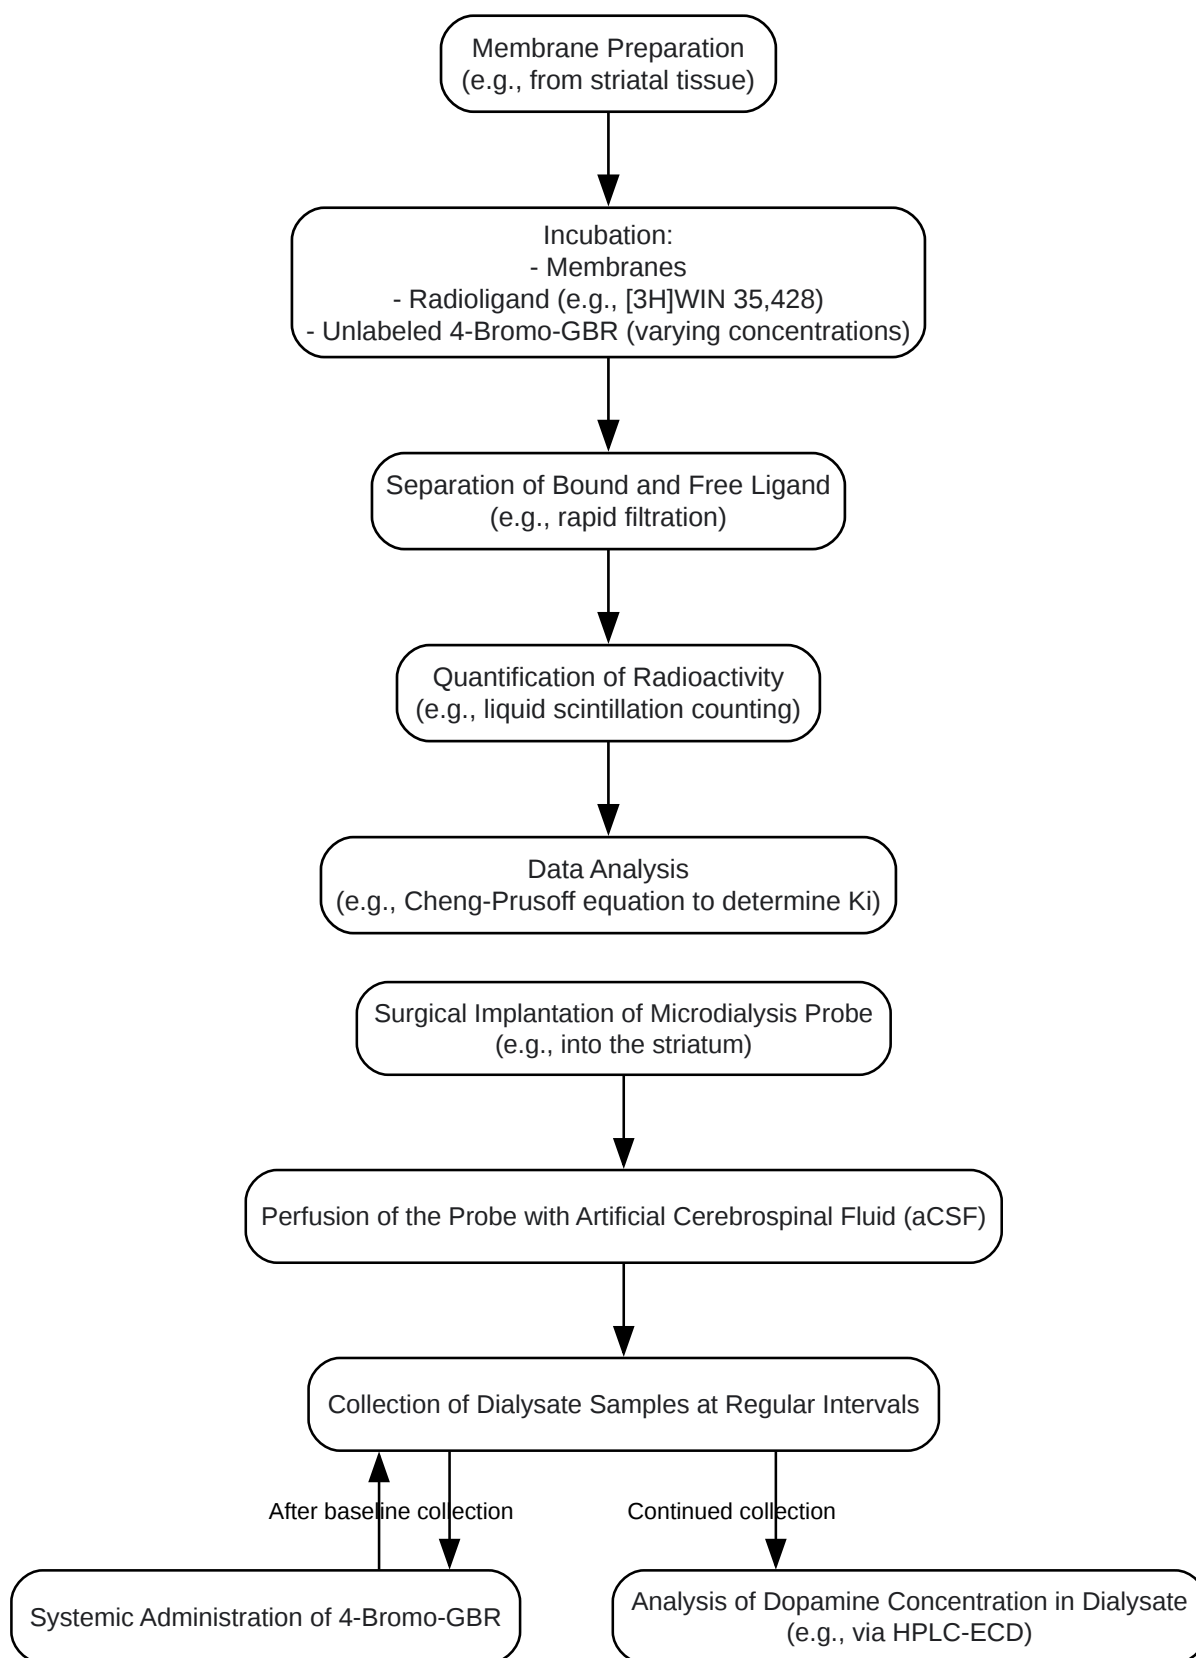 Membrane Preparation
(e.g., from striatal tissue)
Incubation:
- Membranes
- Radioligand (e.g., [3H]WIN 35,428)
- Unlabeled 4-Bromo-GBR (varying concentrations)
Separation of Bound and Free Ligand
(e.g., rapid filtration)
Quantification of Radioactivity
(e.g., liquid scintillation counting)
Data Analysis
(e.g., Cheng-Prusoff equation to determine Ki)
Surgical Implantation of Microdialysis Probe
(e.g., into the striatum)
Perfusion of the Probe with Artificial Cerebrospinal Fluid (aCSF)
Collection of Dialysate Samples at Regular Intervals
After baseline collection
Continued collection
Systemic Administration of 4-Bromo-GBR
Analysis of Dopamine Concentration in Dialysate
(e.g., via HPLC-ECD)